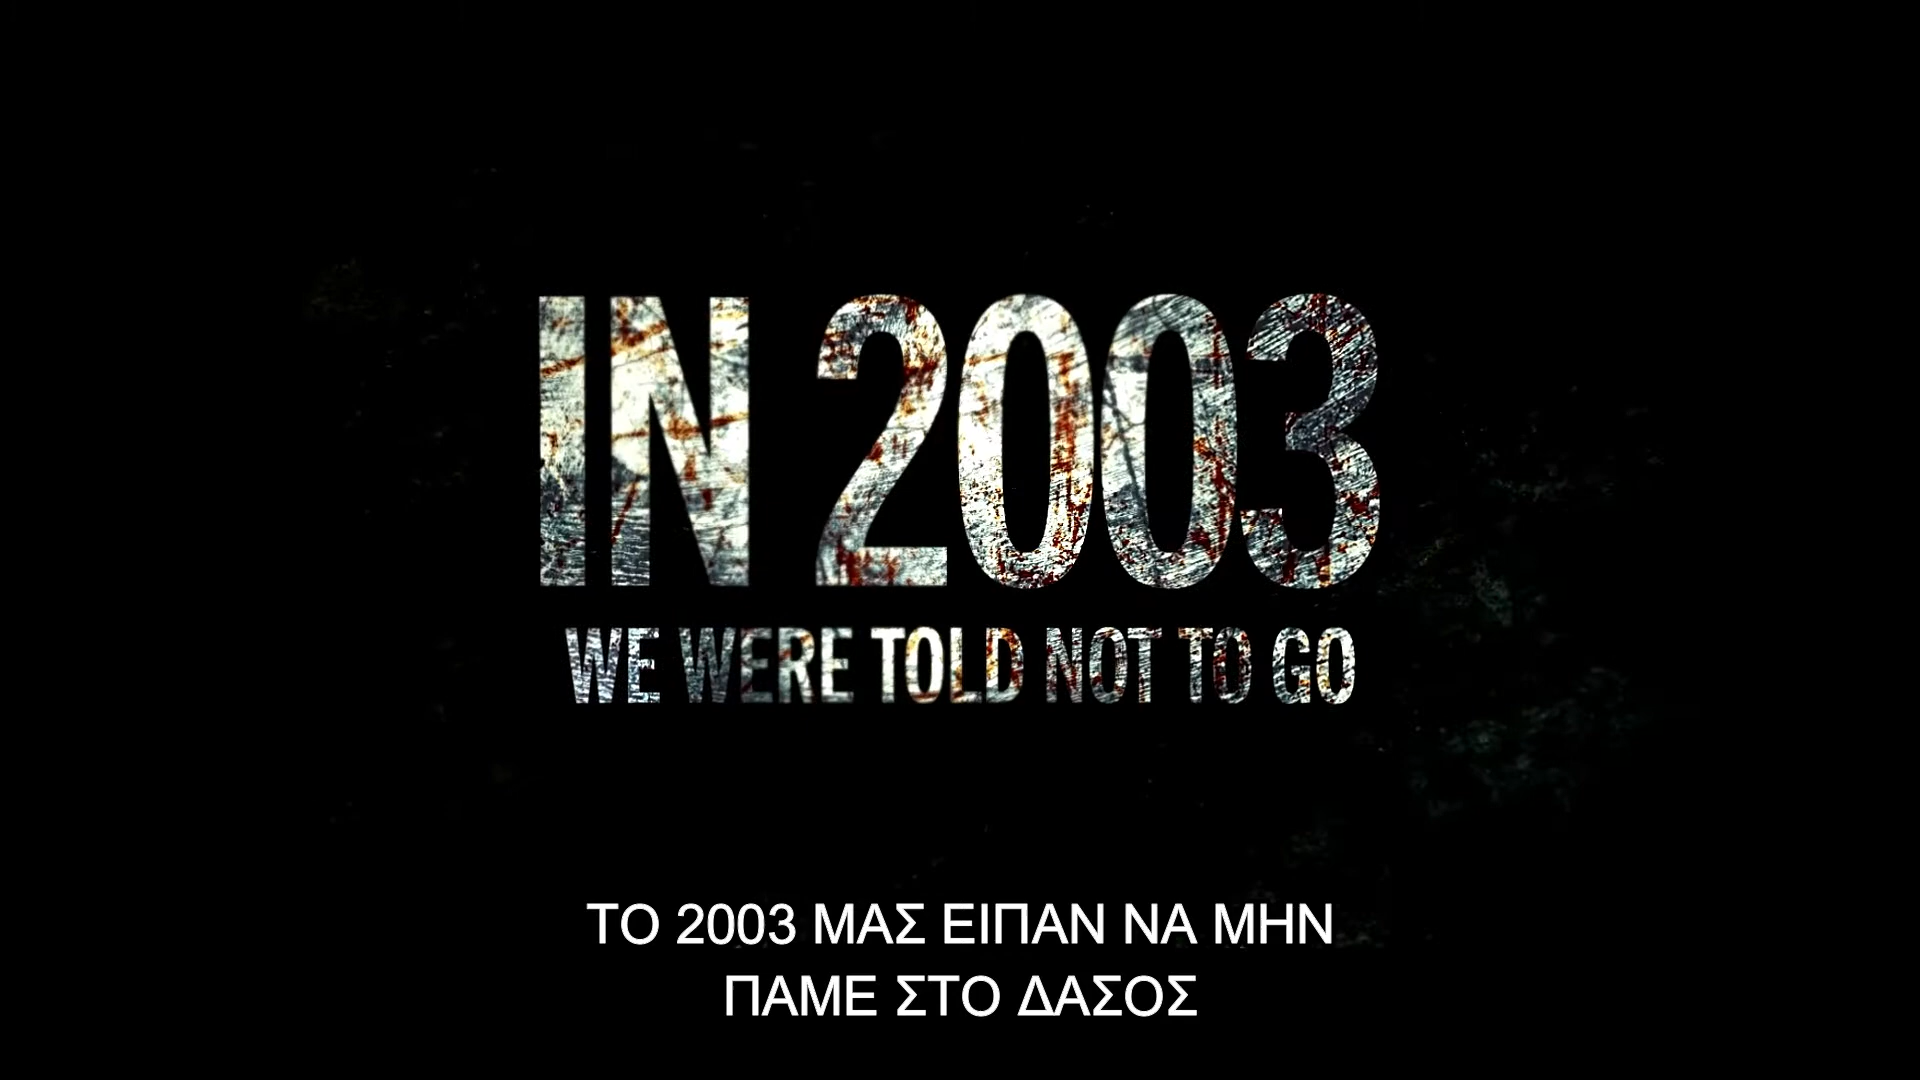 IN 2003
WE WERE TOLD NOT TO GO
ΤΟ 2003 ΜΑΣ ΕΙΠΑΝ ΝΑ ΜΗΝ
ΠΑΜΕ ΣΤΟ ΔΑΣΟΣ